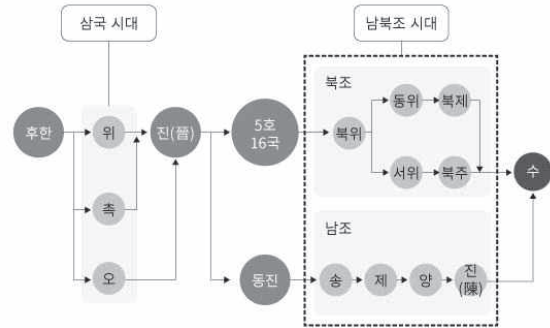 삼국 시대
남북조 시대
북조
동위
북제
후한
위
진(晉)
5호
16국
북위
서위
북주
수
촉
남조
오
동진
송
제
양
진
(陳)